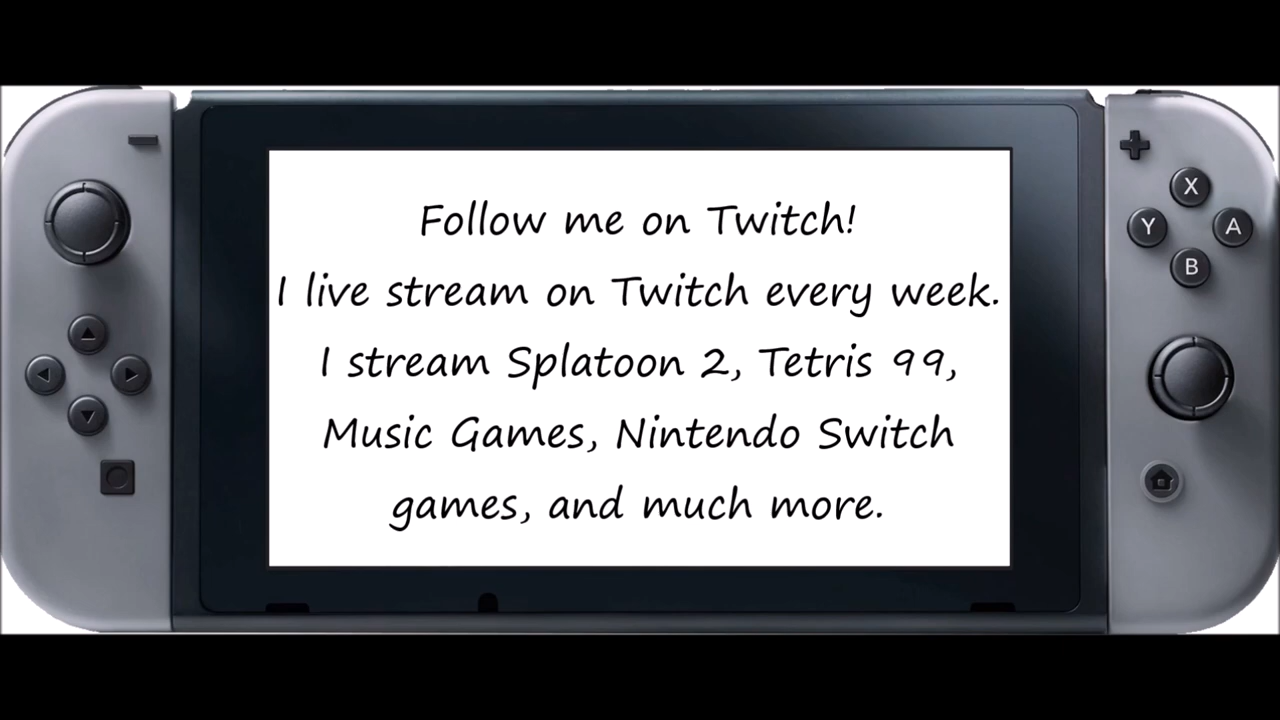 Follow me on Twitch!
I live stream on Twitch every week.
I stream Splatoon 2, Tetris 99,
Music Games, Nintendo Switch
games, and much more.
X
Y A
B